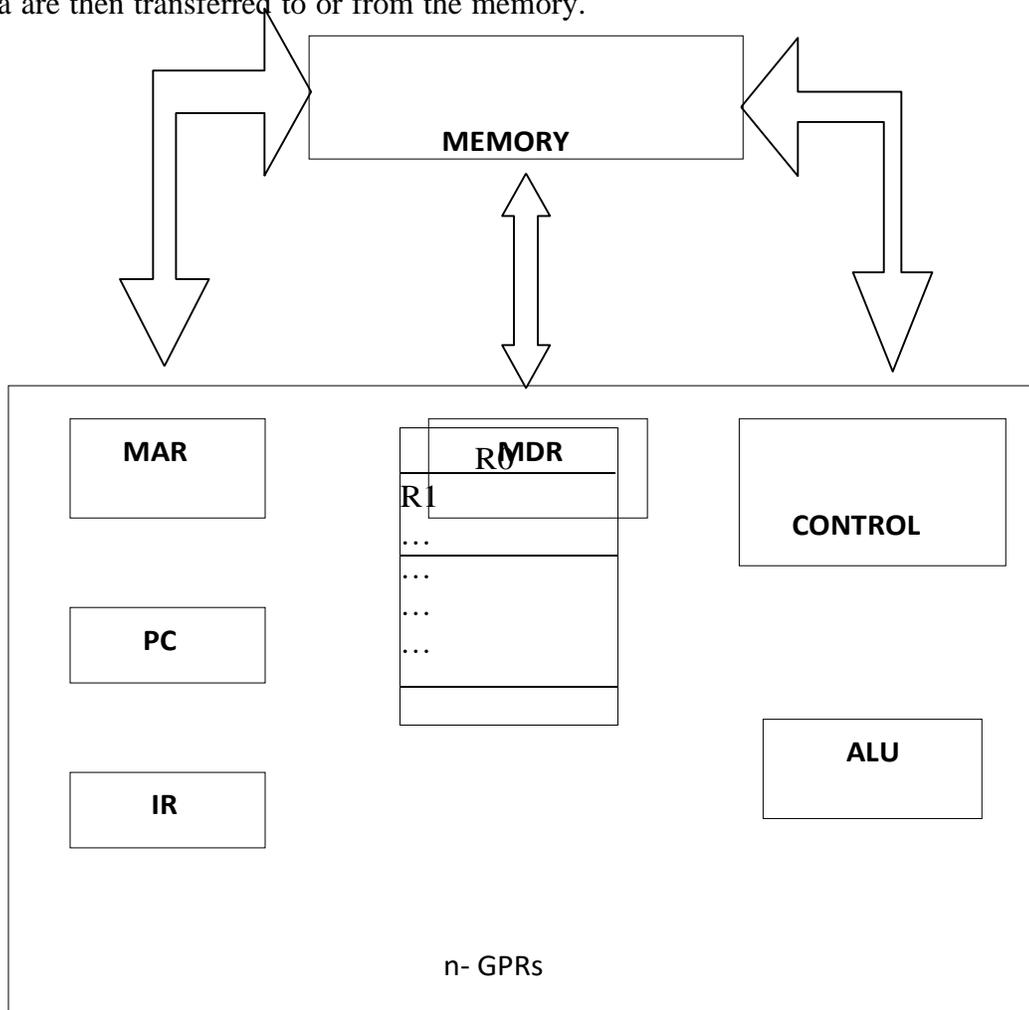 a are then transferred to or from the memory.
MEMORY
MAR
MDR
R0
R1
CONTROL
…
…
…
…
PC
ALU
IR
n- GPRs